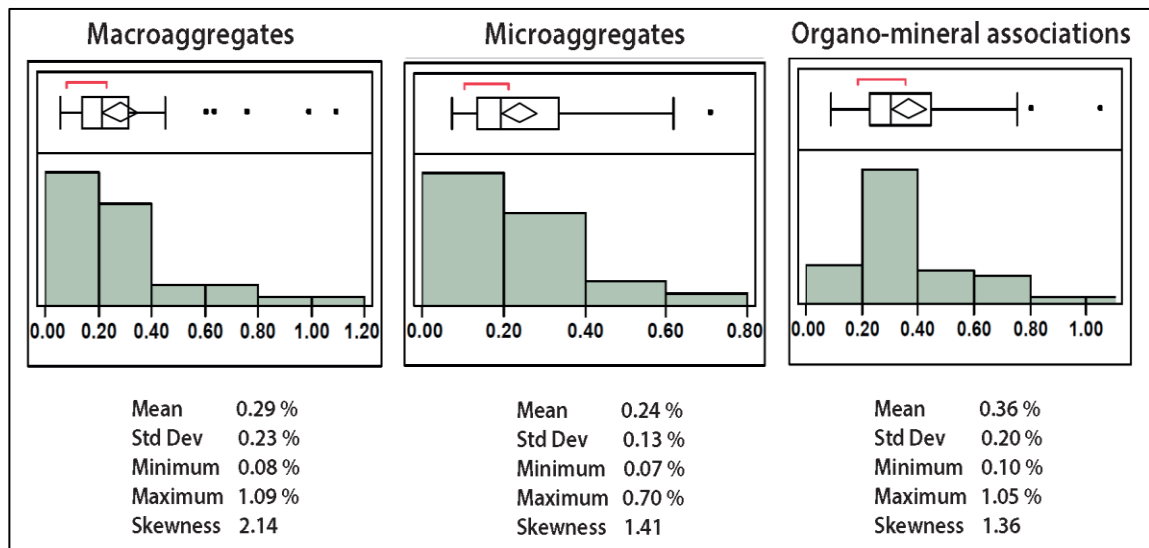 Macroaggregates
0.00 0.20 0.40 0.60 0.80 1.00 1.20
Mean 0.29 %
Std Dev 0.23 %
Minimum 0.08 %
Maximum 1.09 %
Skewness 2.14
Microaggregates
0.00 0.20 0.40 0.60 0.80
Mean 0.24 %
Std Dev 0.13 %
Minimum 0.07 %
Maximum 0.70 %
Skewness 1.41
Organo-mineral associations
0.00 0.20 0.40 0.60 0.80 1.00
Mean 0.36 %
Std Dev 0.20 %
Minimum 0.10 %
Maximum 1.05 %
Skewness 1.36